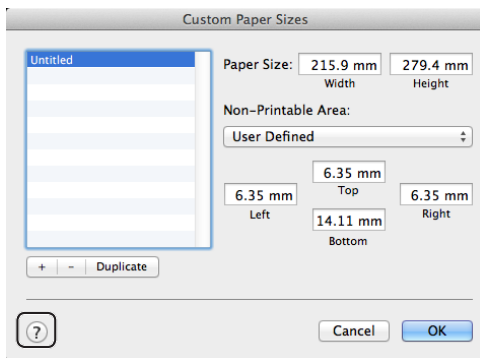 Custom Paper Sizes
Untitled
Paper Size: 215.9 mm 279.4 mm
Width Height
Non-Printable Area:
User Defined
6.35 mm
Top
6.35 mm 6.35 mm
Left Right
14.11 mm
Bottom
+ - Duplicate
? Cancel OK